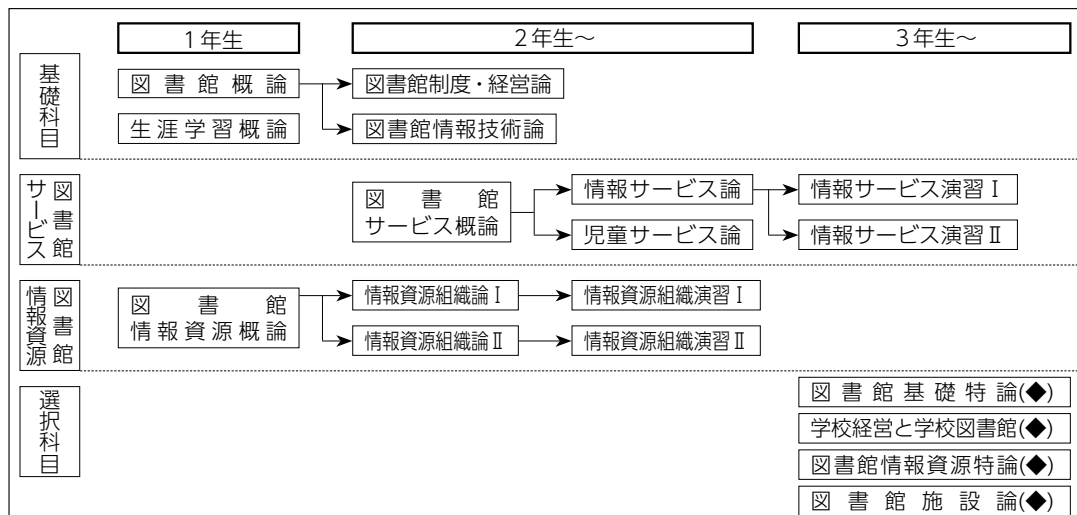 1年生
2年生～
3年生～
基礎科目
図書館概論
図書館制度・経営論
生涯学習概論
図書館情報技術論
図書館
サービス
図書館
サービス概論
情報サービス論
情報サービス演習Ⅰ
児童サービス論
情報サービス演習Ⅱ
図書館
情報資源
図書館
情報資源概論
情報資源組織論Ⅰ
情報資源組織演習Ⅰ
情報資源組織論Ⅱ
情報資源組織演習Ⅱ
選択科目
図書館基礎特論(◆)
学校経営と学校図書館(◆)
図書館情報資源特論(◆)
図書館施設論(◆)